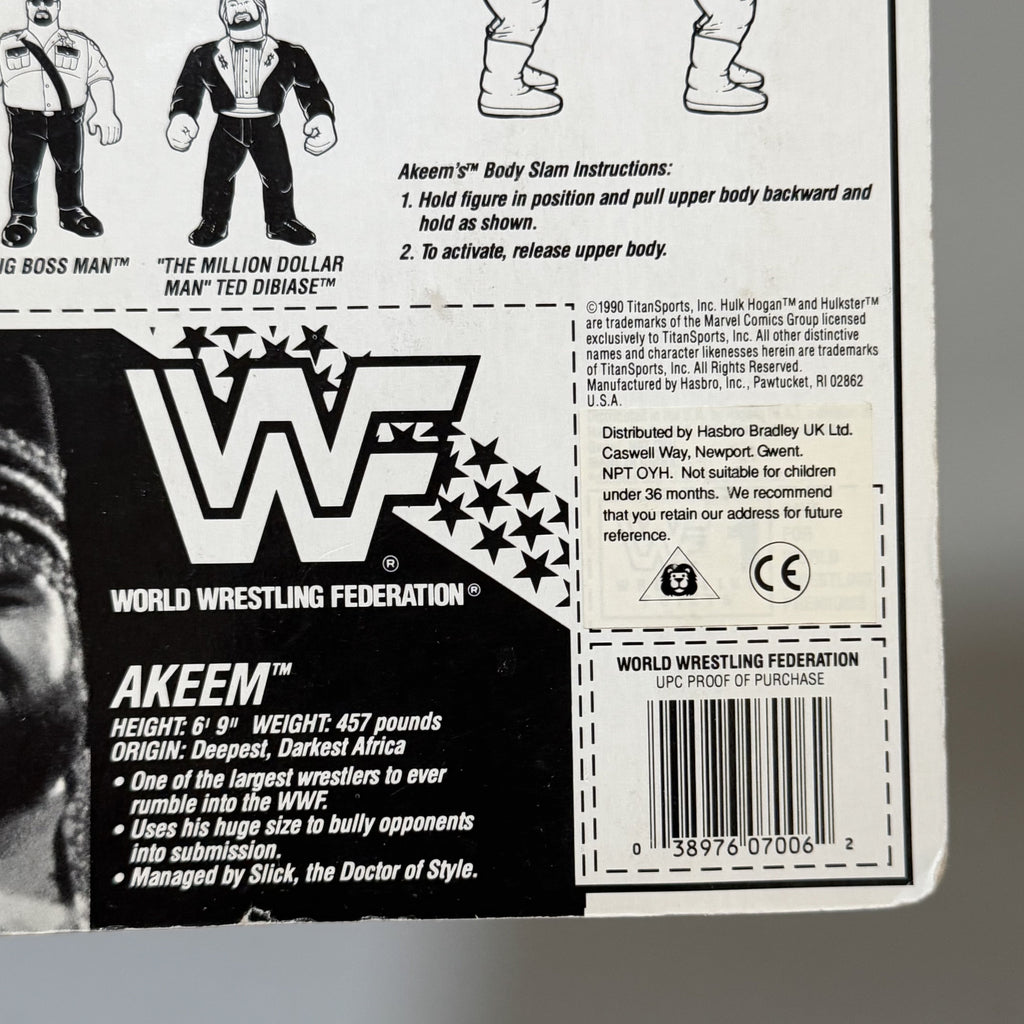 IG BOSS MAN™
"THE MILLION DOLLAR
MAN" TED DIBIASE™
Akeem's™ Body Slam Instructions:
1. Hold figure in position and pull upper body backward and
hold as shown.
2. To activate, release upper body.
©1990 TitanSports, Inc. Hulk Hogan™ and Hulkster™
are trademarks of the Marvel Comics Group licensed
exclusively to TitanSports, Inc. All other distinctive
names and character likenesses herein are trademarks
of TitanSports, Inc. All Rights Reserved.
Manufactured by Hasbro, Inc., Pawtucket, RI 02862
U.S.A.
Distributed by Hasbro Bradley UK Ltd.
Caswell Way, Newport. Gwent.
NPT OYH. Not suitable for children
under 36 months. We recommend
that you retain our address for future
reference.
CE
WF
®
WORLD WRESTLING FEDERATION®
AKEEM™
HEIGHT: 6' 9" WEIGHT: 457 pounds
ORIGIN: Deepest, Darkest Africa
• One of the largest wrestlers to ever
rumble into the WWF.
• Uses his huge size to bully opponents
into submission.
• Managed by Slick, the Doctor of Style.
WORLD WRESTLING FEDERATION
UPC PROOF OF PURCHASE
0 38976 07006 2